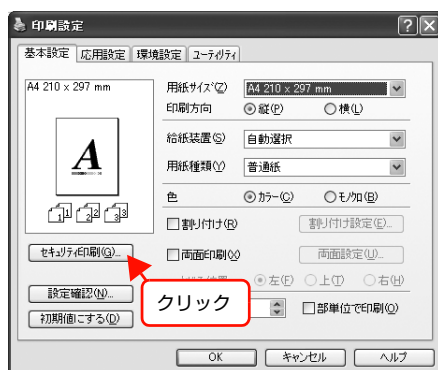 印刷設定
基本設定 応用設定 環境設定 ユーティリティ
A4 210 x 297 mm
用紙サイズ(Z) A4 210 x 297 mm
印刷方向 縦(P) 横(L)
給紙装置(S) 自動選択
用紙種類(Y) 普通紙
A
色 カラー(C) モノクロ(B)
1 1 2 2 3 3
割り付け(R) 割り付け設定(E)...
セキュリティ印刷(G)... 両面印刷(X) 両面設定(U)...
左(F) 上(T) 右(H)
設定確認(N)...
クリック
部単位で印刷(O)
初期値にする(D)
OK キャンセル ヘルプ